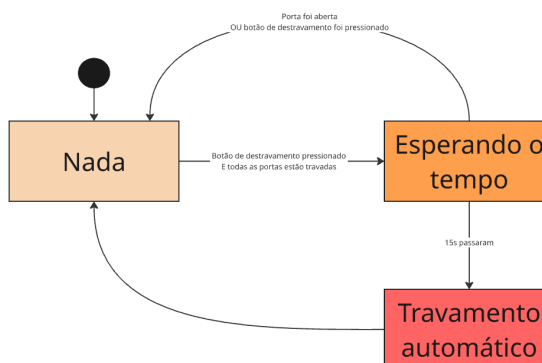 Porta foi aberta
OU botão de destravamento foi pressionado
Nada
Botão de destravamento pressionado
E todas as portas estão travadas
Esperando o
tempo
15s passaram
Travamento
automático